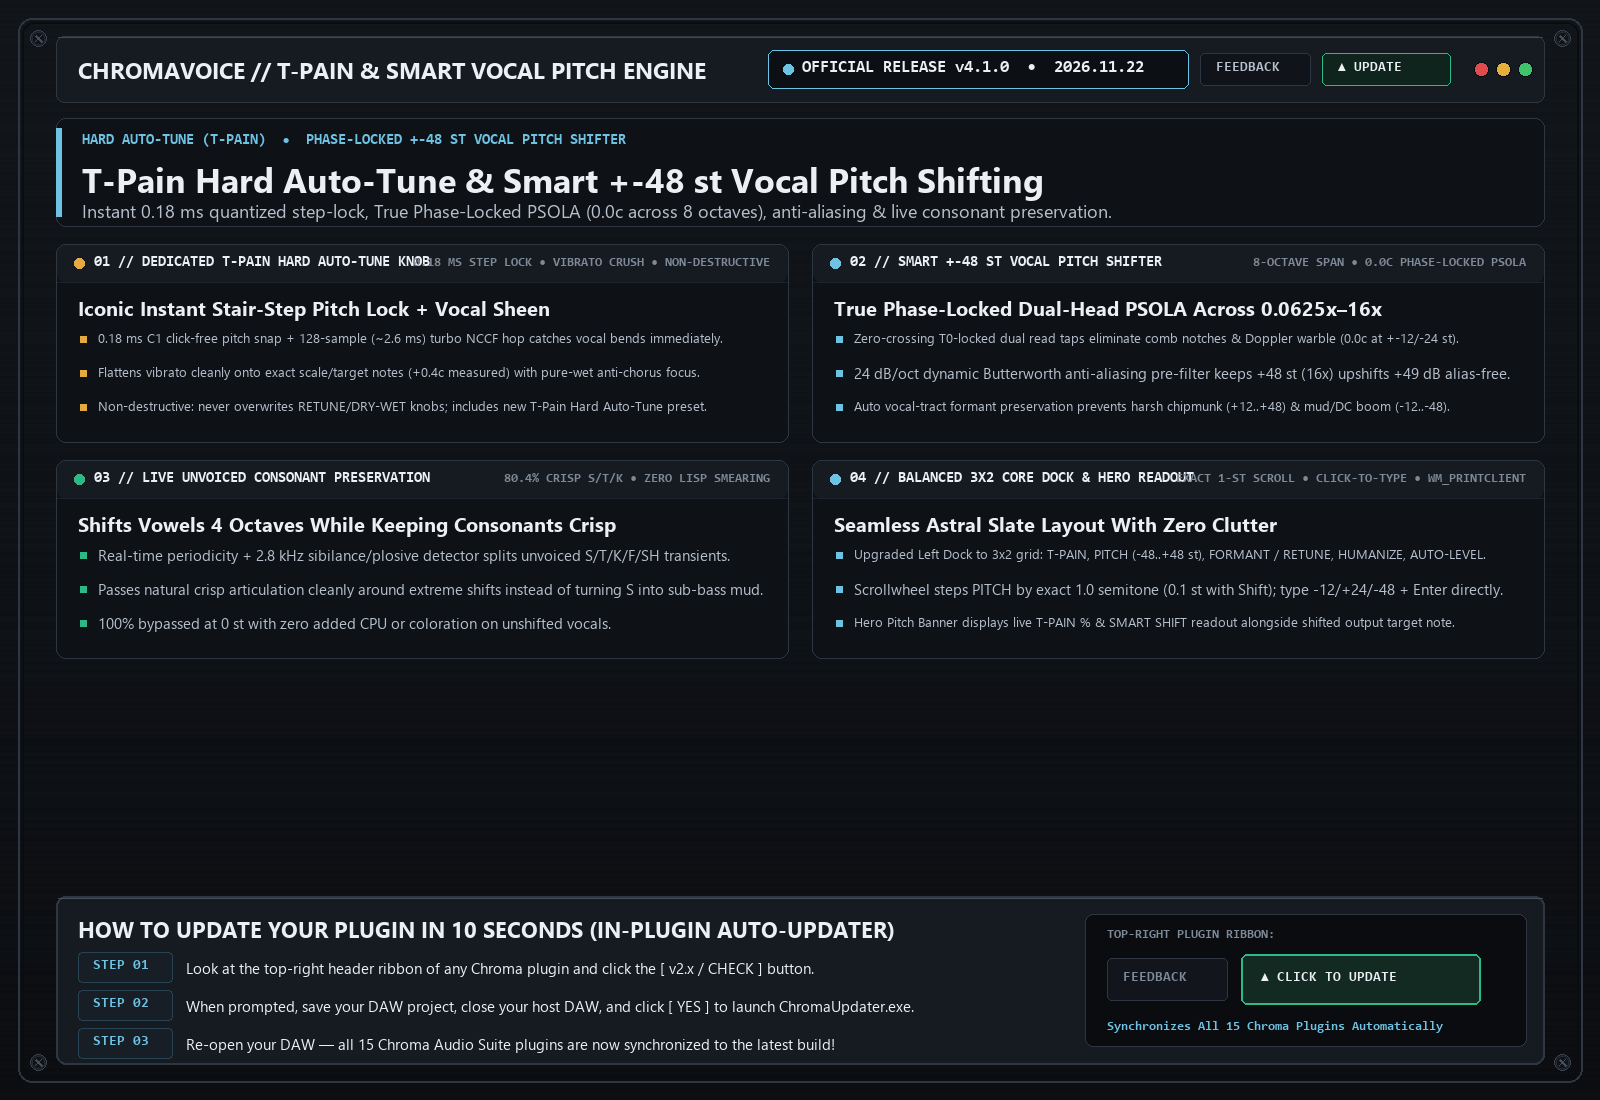 CHROMAVOICE // T-PAIN & SMART VOCAL PITCH ENGINE
OFFICIAL RELEASE v4.1.0 • 2026.11.22
FEEDBACK
▲ UPDATE
HARD AUTO-TUNE (T-PAIN) • PHASE-LOCKED +-48 ST VOCAL PITCH SHIFTER
T-Pain Hard Auto-Tune & Smart +-48 st Vocal Pitch Shifting
Instant 0.18 ms quantized step-lock, True Phase-Locked PSOLA (0.0c across 8 octaves), anti-aliasing & live consonant preservation.
01 // DEDICATED T-PAIN HARD AUTO-TUNE KNOB
MS STEP LOCK • VIBRATO CRUSH • NON-DESTRUCTIVE
Iconic Instant Stair-Step Pitch Lock + Vocal Sheen
0.18 ms C1 click-free pitch snap + 128-sample (~2.6 ms) turbo NCCF hop catches vocal bends immediately.
Flattens vibrato cleanly onto exact scale/target notes (+0.4c measured) with pure-wet anti-chorus focus.
Non-destructive: never overwrites RETUNE/DRY-WET knobs; includes new T-Pain Hard Auto-Tune preset.
02 // SMART +-48 ST VOCAL PITCH SHIFTER
8-OCTAVE SPAN • 0.0C PHASE-LOCKED PSOLA
True Phase-Locked Dual-Head PSOLA Across 0.0625x–16x
Zero-crossing T0-locked dual read taps eliminate comb notches & Doppler warble (0.0c at +-12/-24 st).
24 dB/oct dynamic Butterworth anti-aliasing pre-filter keeps +48 st (16x) upshifts +49 dB alias-free.
Auto vocal-tract formant preservation prevents harsh chipmunk (+12..+48) & mud/DC boom (-12..-48).
03 // LIVE UNVOICED CONSONANT PRESERVATION
80.4% CRISP S/T/K • ZERO LISP SMEARING
Shifts Vowels 4 Octaves While Keeping Consonants Crisp
Real-time periodicity + 2.8 kHz sibilance/plosive detector splits unvoiced S/T/K/F/SH transients.
Passes natural crisp articulation cleanly around extreme shifts instead of turning S into sub-bass mud.
100% bypassed at 0 st with zero added CPU or coloration on unshifted vocals.
04 // BALANCED 3X2 CORE DOCK & HERO READOUT
1-ST SCROLL • CLICK-TO-TYPE • WM_PRINTCLIENT
Seamless Astral Slate Layout With Zero Clutter
Upgraded Left Dock to 3x2 grid: T-PAIN, PITCH (-48..+48 st), FORMANT / RETUNE, HUMANIZE, AUTO-LEVEL.
Scrollwheel steps PITCH by exact 1.0 semitone (0.1 st with Shift); type -12/+24/-48 + Enter directly.
Hero Pitch Banner displays live T-PAIN % & SMART SHIFT readout alongside shifted output target note.
HOW TO UPDATE YOUR PLUGIN IN 10 SECONDS (IN-PLUGIN AUTO-UPDATER)
STEP 01
Look at the top-right header ribbon of any Chroma plugin and click the [ v2.x / CHECK ] button.
STEP 02
When prompted, save your DAW project, close your host DAW, and click [ YES ] to launch ChromaUpdater.exe.
STEP 03
Re-open your DAW — all 15 Chroma Audio Suite plugins are now synchronized to the latest build!
TOP-RIGHT PLUGIN RIBBON:
FEEDBACK
▲ CLICK TO UPDATE
Synchronizes All 15 Chroma Plugins Automatically